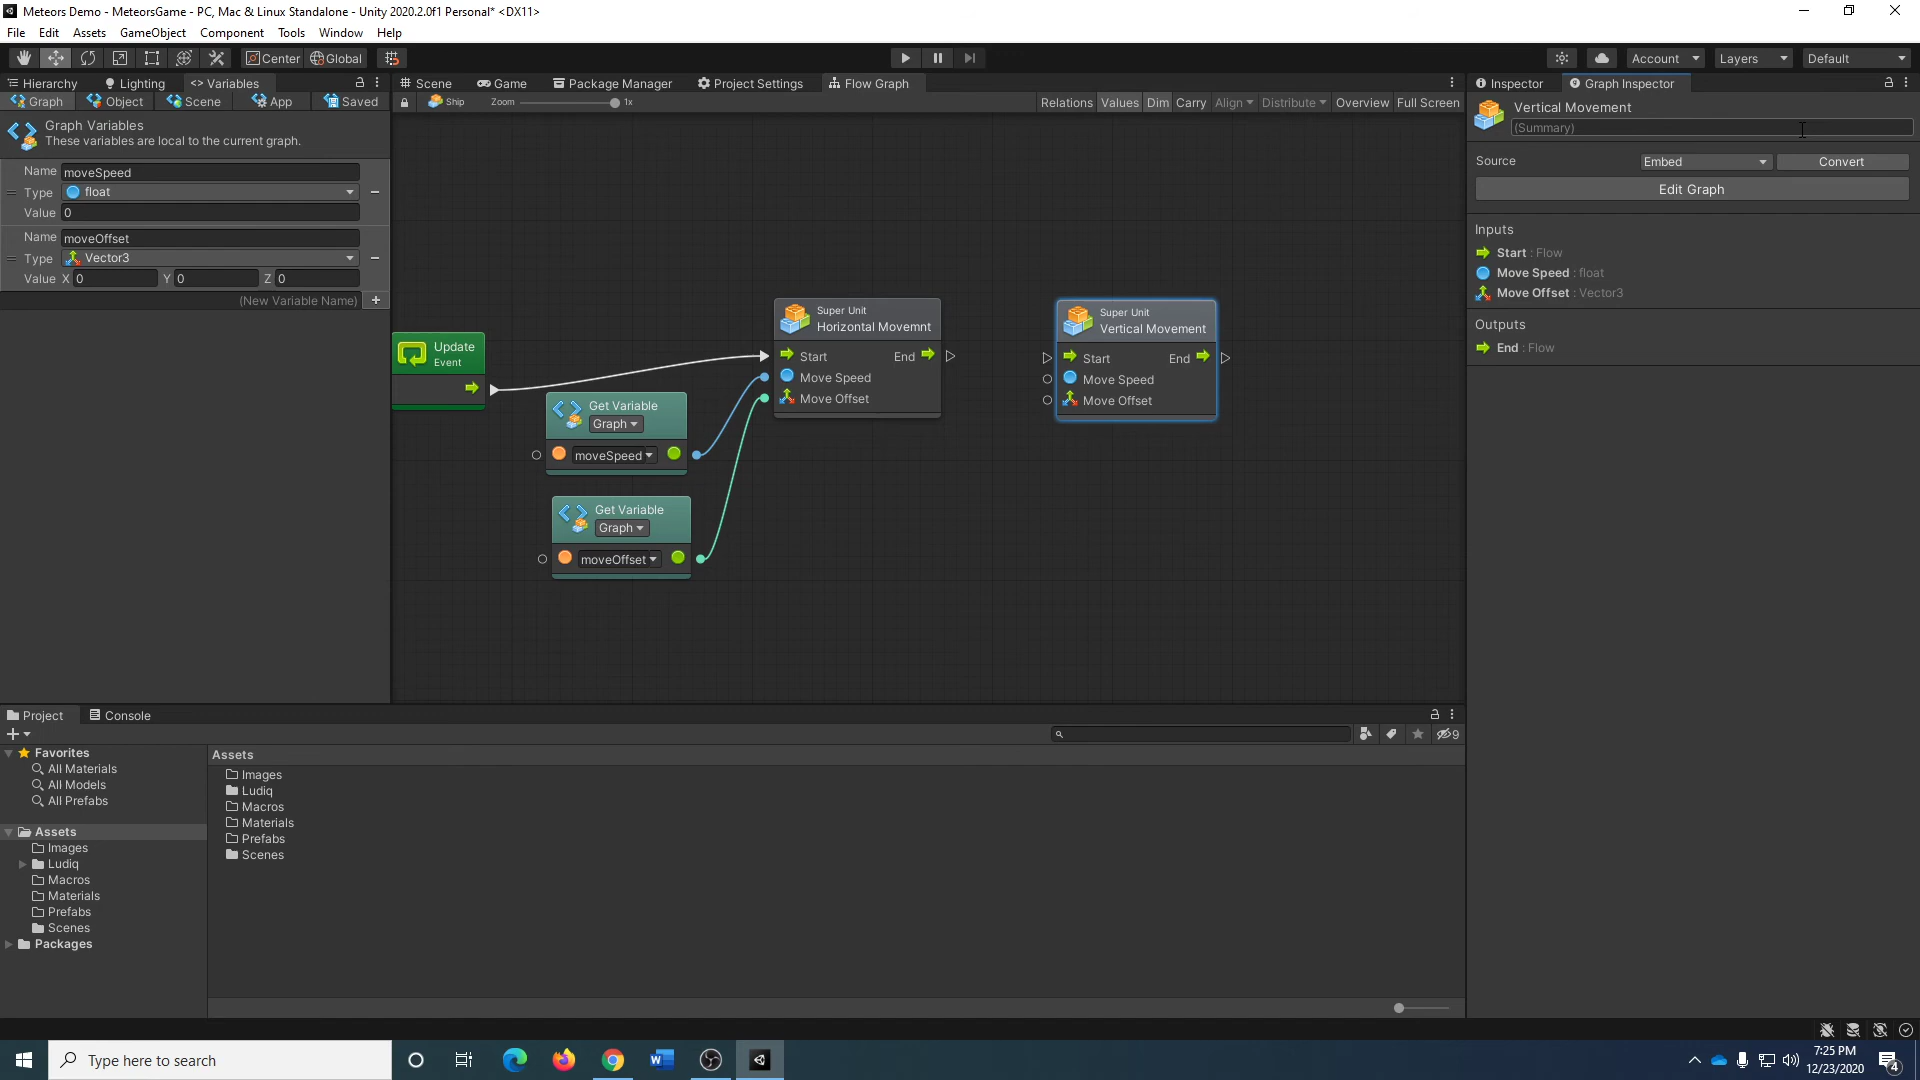 Meteors Demo - MeteorsGame - PC, Mac & Linux Standalone - Unity 2020.2.0f1 Personal* <DX11>
File Edit Assets GameObject Component Tools Window Help
Center Global Account Layers Default
Hierarchy Lighting <> Variables
Graph Object Scene App Saved
Graph Variables
These variables are local to the current graph.
Name moveSpeed
Type float
Value 0
Name moveOffset
Type Vector3
Value X 0 Y 0 Z 0
(New Variable Name) +
Scene Game Package Manager Project Settings Flow Graph
Ship Zoom 1x Relations Values Dim Carry Align Distribute Overview Full Screen
Update
Event
Get Variable
Graph
moveSpeed
Get Variable
Graph
moveOffset
Super Unit
Horizontal Movemnt
Start End
Move Speed
Move Offset
Super Unit
Vertical Movement
Start End
Move Speed
Move Offset
Inspector Graph Inspector
Vertical Movement
(Summary)
Source Embed Convert
Edit Graph
Inputs
Start : Flow
Move Speed : float
Move Offset : Vector3
Outputs
End : Flow
Project Console
9
Favorites
All Materials
All Models
All Prefabs
Assets
Images
Ludiq
Macros
Materials
Prefabs
Scenes
Packages
Assets
Images
Ludiq
Macros
Materials
Prefabs
Scenes
Type here to search
7:25 PM
12/23/2020
4